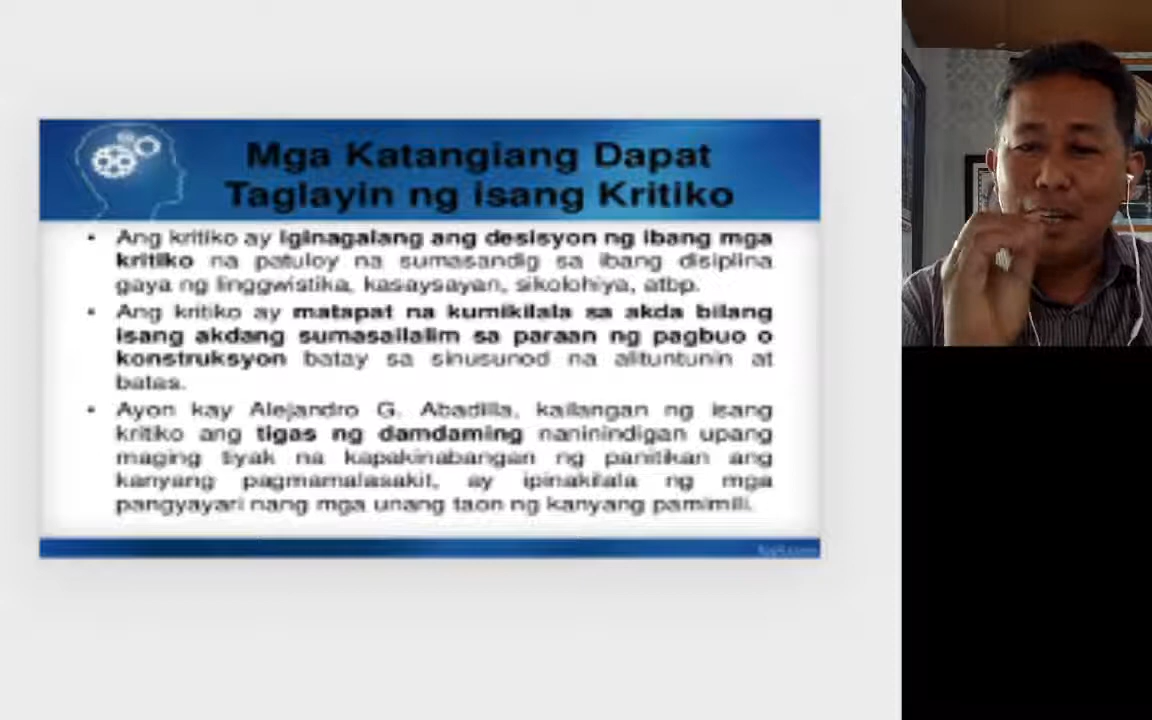 Mga Katangiang Dapat
Taglayin ng Isang Kritiko
• Ang kritiko ay iginagalang ang desisyon ng ibang mga
kritiko na patuloy na sumasandig sa ibang disiplina
gaya ng linggwistika, kasaysayan, sikolohiya, atbp.
• Ang kritiko ay matapat na kumikilala sa akda bilang
isang akdang sumasailalim sa paraan ng pagbuo o
konstruksyon batay sa sinusunod na alituntunin at
batas.
• Ayon kay Alejandro G. Abadilla, kailangan ng isang
kritiko ang tigas ng damdaming naninindigan upang
maging tiyak na kapakinabangan ng panitikan ang
kanyang pagmamalasakit, ay ipinakilala ng mga
pangyayari nang mga unang taon ng kanyang pamimili.